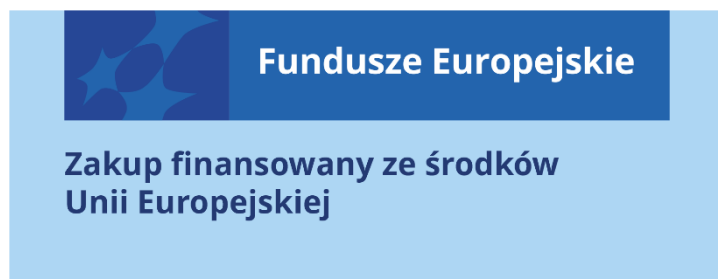 Fundusze Europejskie
Zakup finansowany ze środków
Unii Europejskiej